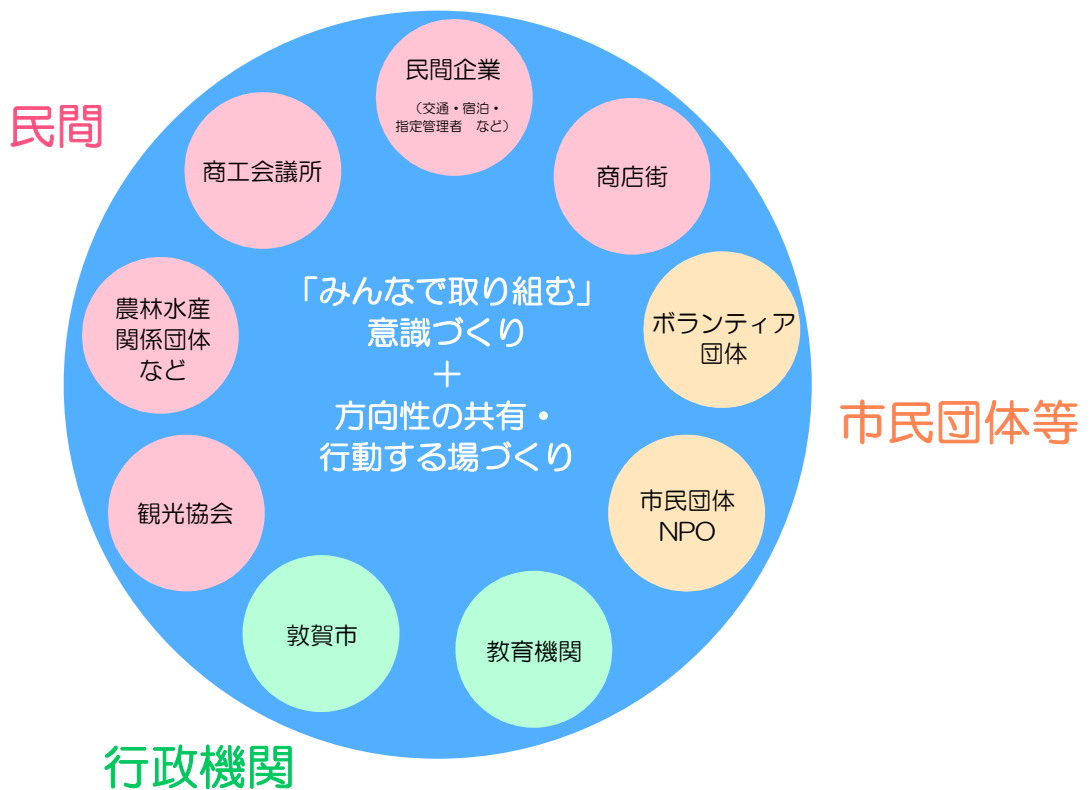 民間
民間企業
（交通・宿泊・
指定管理者　など）
商工会議所
商店街
農林水産
関係団体
など
「みんなで取り組む」
意識づくり
＋
方向性の共有・
行動する場づくり
ボランティア
団体
市民団体等
観光協会
市民団体
NPO
敦賀市
教育機関
行政機関